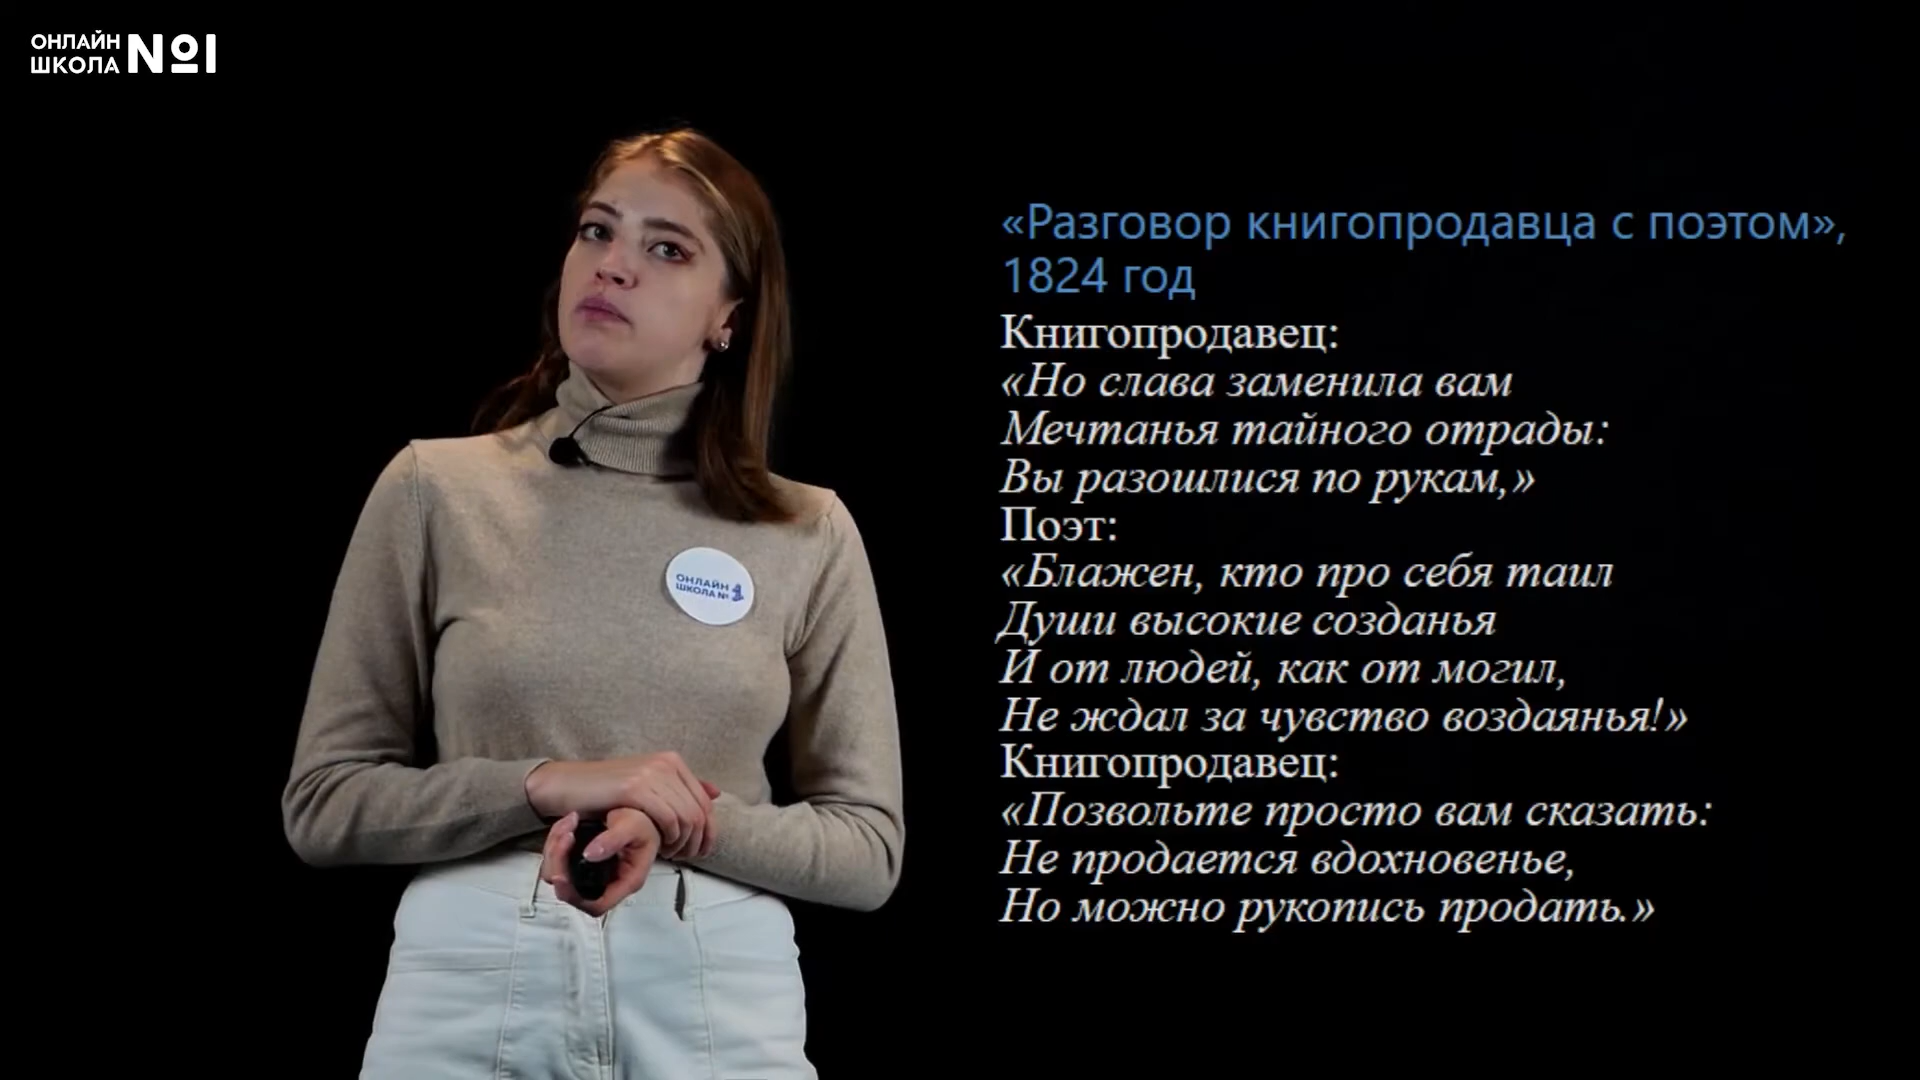 ОНЛАЙН
ШКОЛА №1
«Разговор книгопродавца с поэтом»,
1824 год
Книгопродавец:
«Но слава заменила вам
Мечтанья тайного отрады:
Вы разошлися по рукам,»
Поэт:
«Блажен, кто про себя таил
Души высокие созданья
И от людей, как от могил,
Не ждал за чувство воздаянья!»
Книгопродавец:
«Позвольте просто вам сказать:
Не продается вдохновенье,
Но можно рукопись продать.»
ОНЛАЙН
ШКОЛА №1